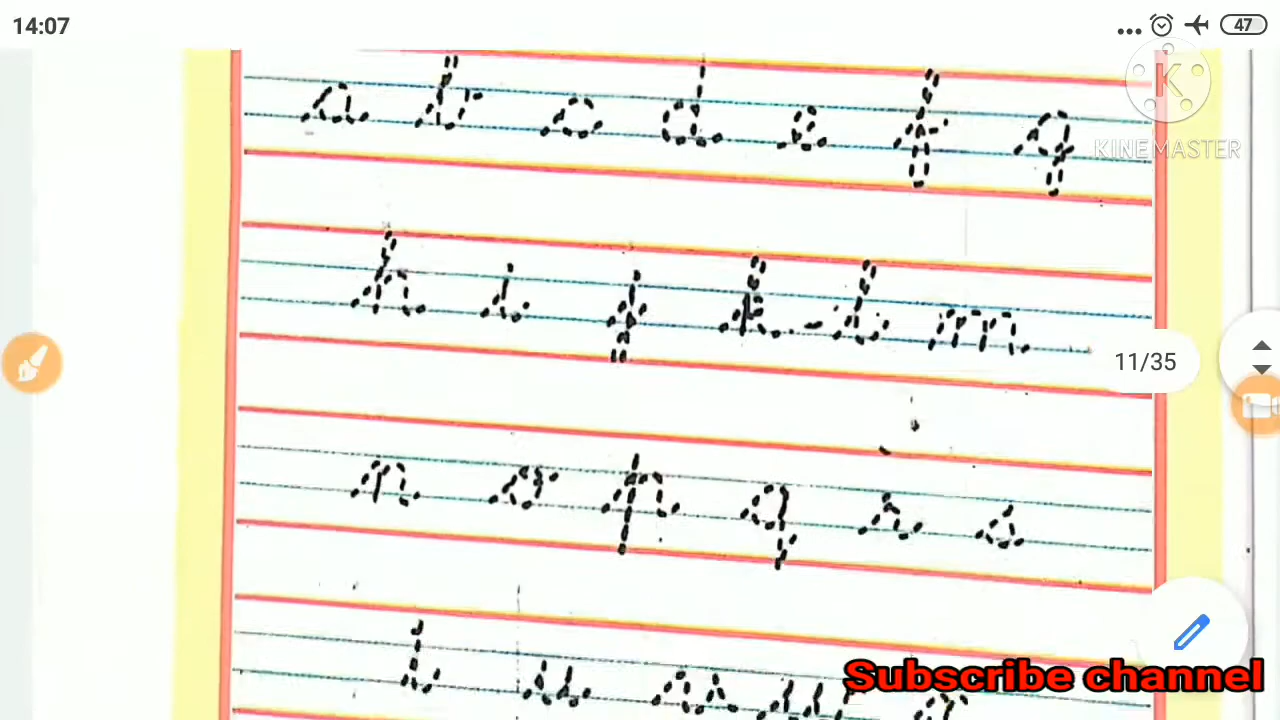 14:07
47
KINEMASTER
a b c d e f g
h i j k l m
11/35
n o p q r s
t u v w x
Subscribe channel